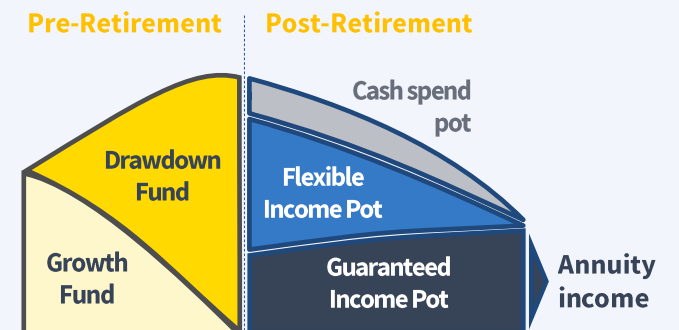 Pre-Retirement
Post-Retirement
Cash spend
pot
Drawdown
Fund
Flexible
Income Pot
Growth
Fund
Guaranteed
Income Pot
Annuity
income